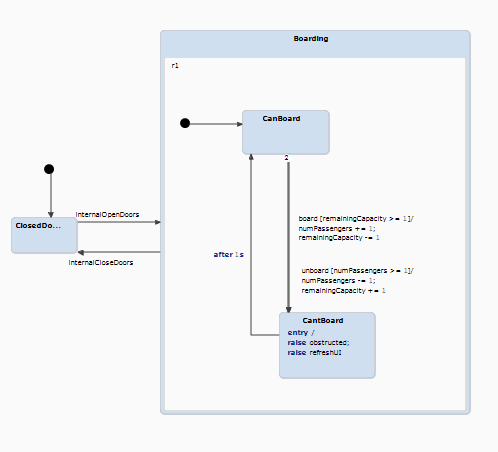 Boarding
r1
CanBoard
2
InternalOpenDoors
ClosedDo...
board [remainingCapacity >= 1]/
numPassengers += 1;
remainingCapacity -= 1
after 1s
InternalCloseDoors
unboard [numPassengers >= 1]/
numPassengers -= 1;
remainingCapacity += 1
CantBoard
entry /
raise obstructed;
raise refreshUI